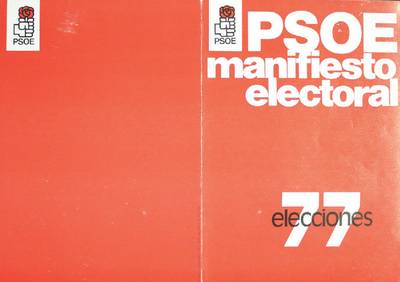 PSOE
PSOE
PSOE
manifiesto
electoral
77
elecciones